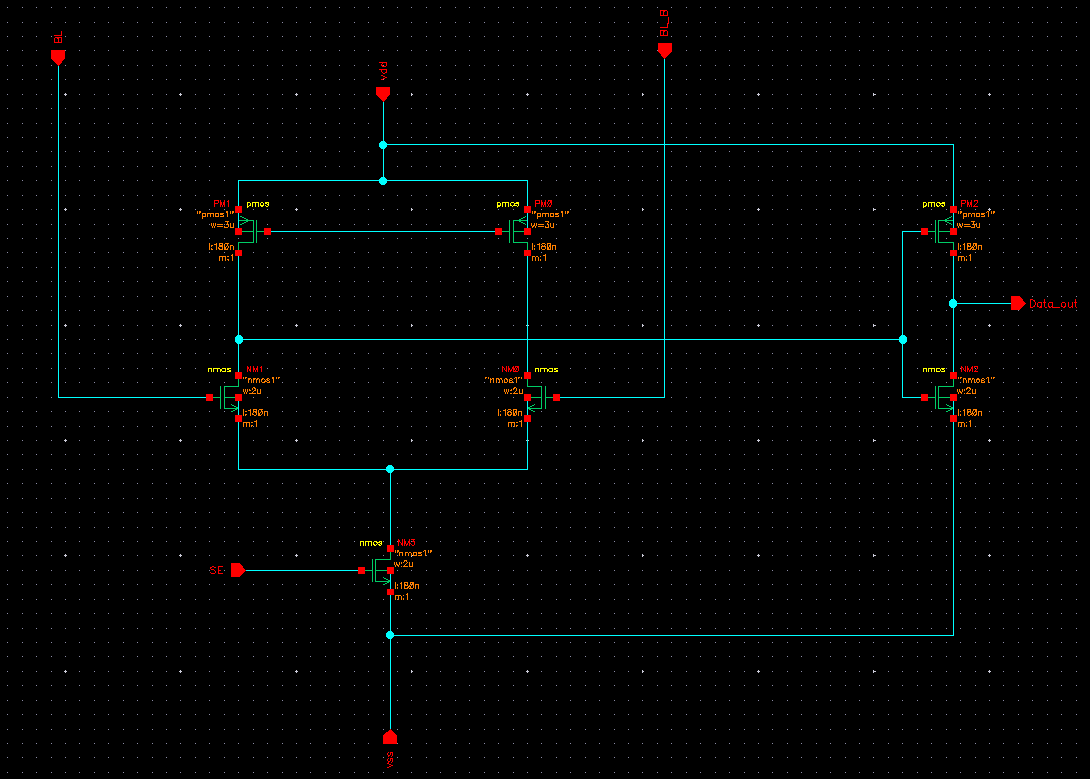 BL
BL_B
vdd
PM1 pmos
"pmos1"
w=3u
l:180n
m:1
pmos PM0
"pmos1"
w=3u
l:180n
m:1
pmos PM2
"pmos1"
w=3u
l:180n
m:1
Data_out
nmos NM1
"nmos1"
w:2u
l:180n
m:1
NM0 nmos
"nmos1"
w:2u
l:180n
m:1
nmos
"nmos1"
w:2u
l:180n
m:1
nmos NM3
"nmos1"
w:2u
l:180n
m:1
SE
vss